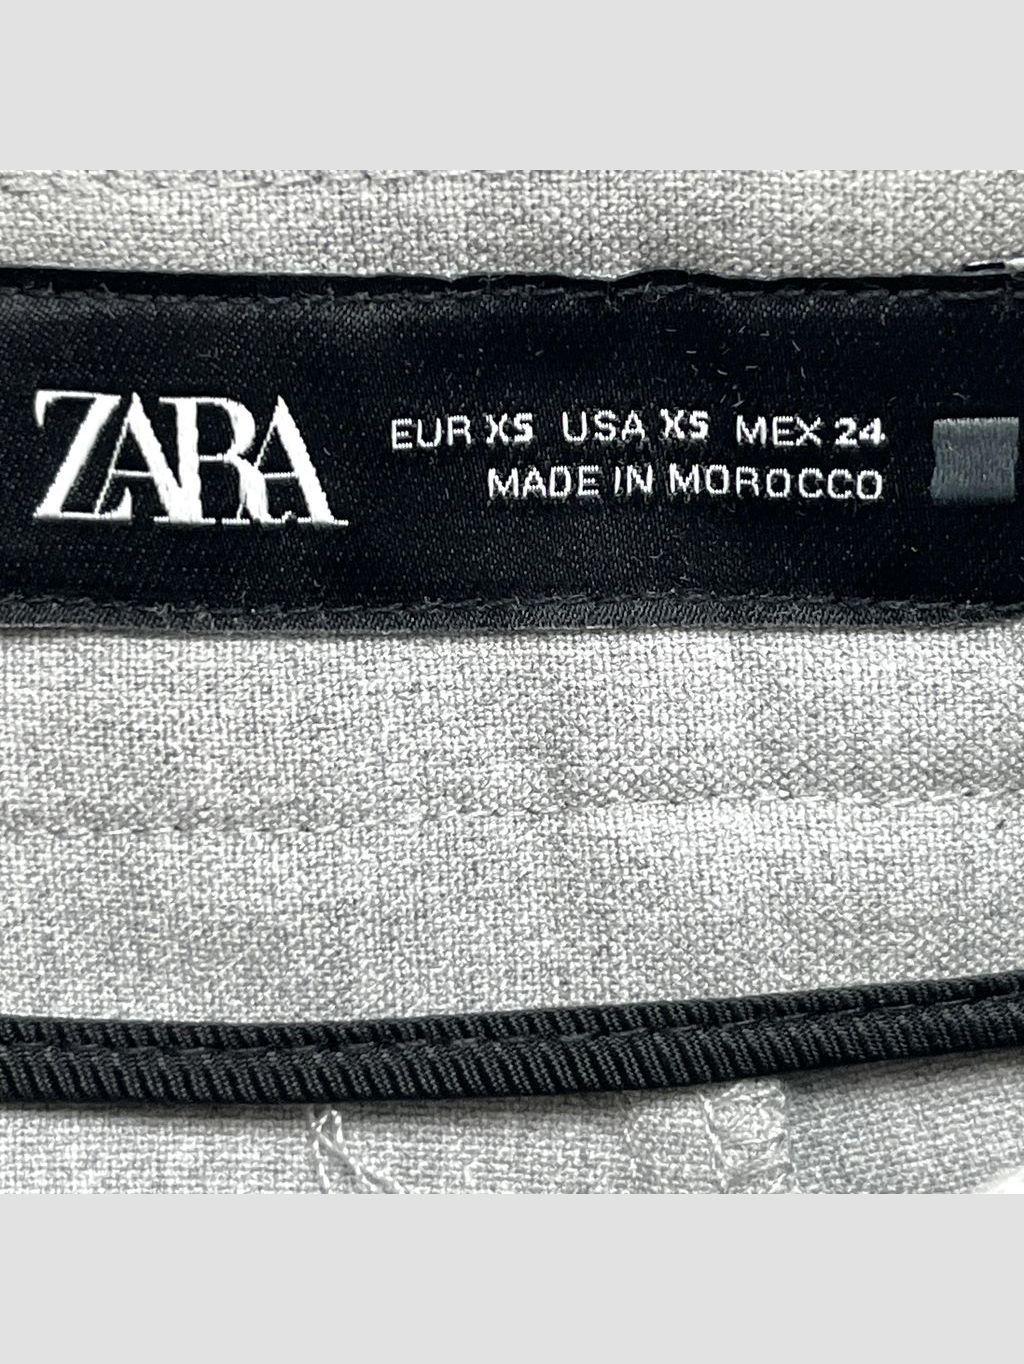 ZARA
EUR XS USA XS MEX 24
MADE IN MOROCCO